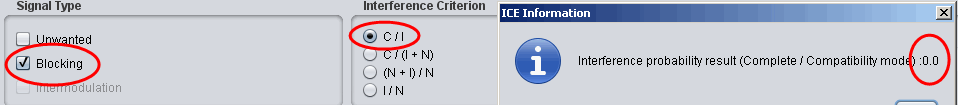 Signal Type
Unwanted
Blocking
Intermodulation
Interference Criterion
C / I
C / (I + N)
(N + I) / N
I / N
ICE Information
Interference probability result (Complete / Compatibility mode) :0.0